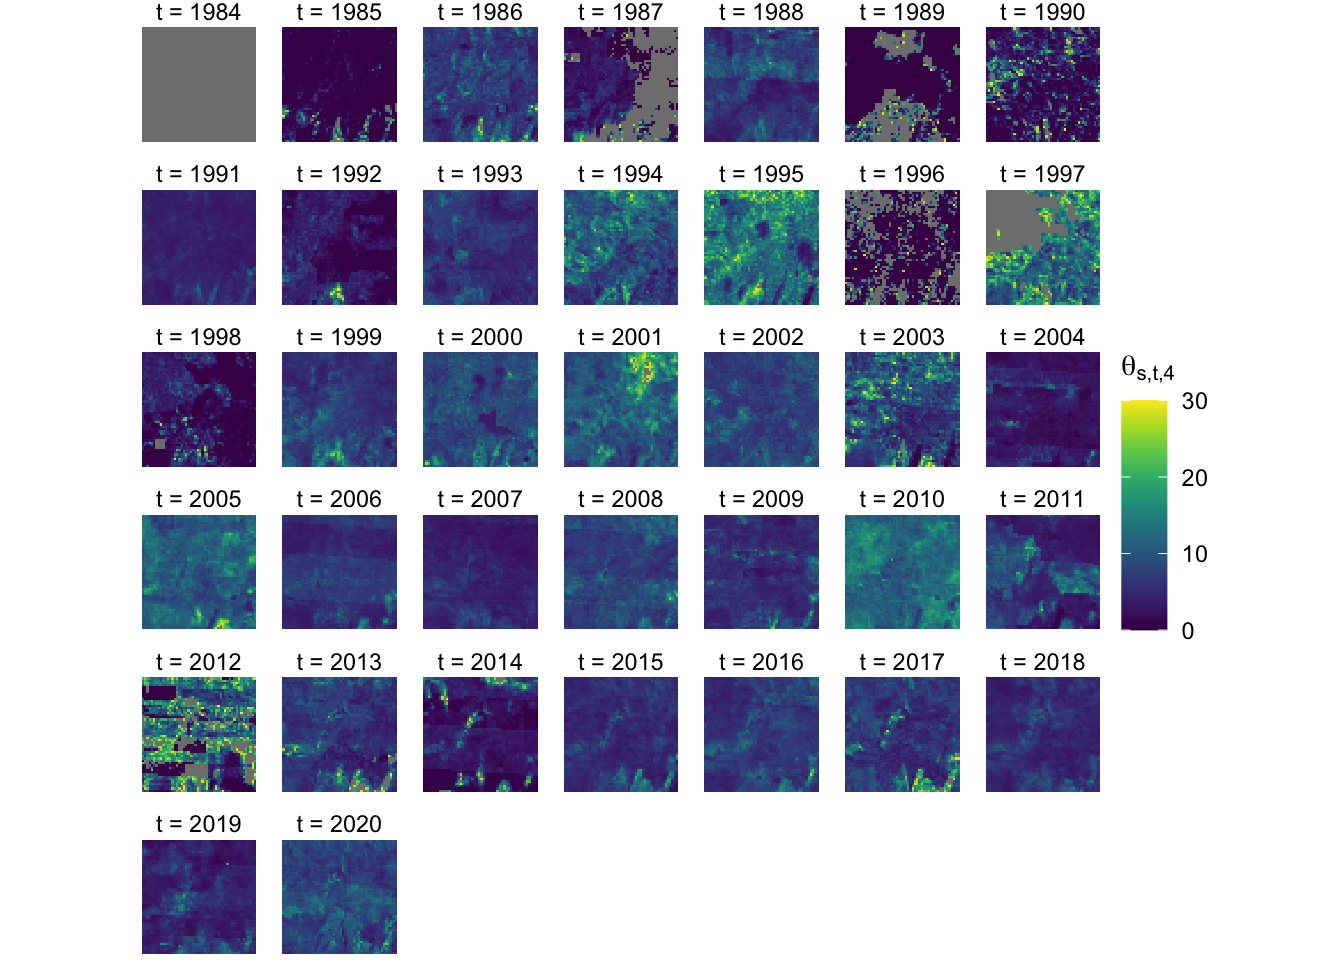 t = 1984 t = 1985 t = 1986 t = 1987 t = 1988 t = 1989 t = 1990
t = 1991 t = 1992 t = 1993 t = 1994 t = 1995 t = 1996 t = 1997
t = 1998 t = 1999 t = 2000 t = 2001 t = 2002 t = 2003 t = 2004
θs,t,4
30
20
10
0
t = 2005 t = 2006 t = 2007 t = 2008 t = 2009 t = 2010 t = 2011
t = 2012 t = 2013 t = 2014 t = 2015 t = 2016 t = 2017 t = 2018
t = 2019 t = 2020